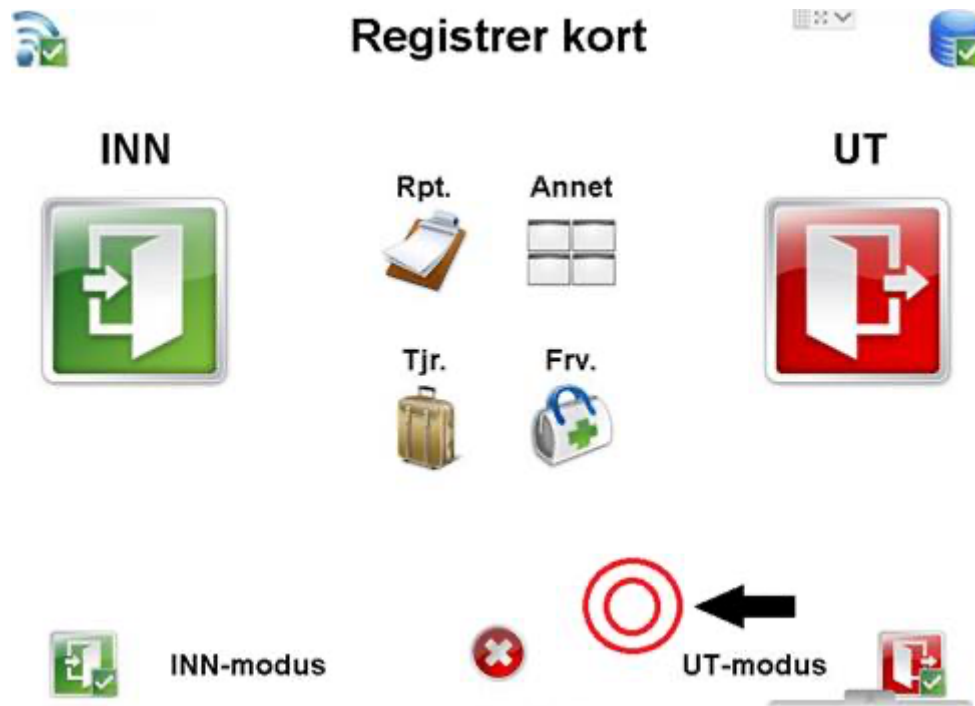 Registrer kort
INN
UT
Rpt.
Annet
Tjr.
Frv.
INN-modus
UT-modus